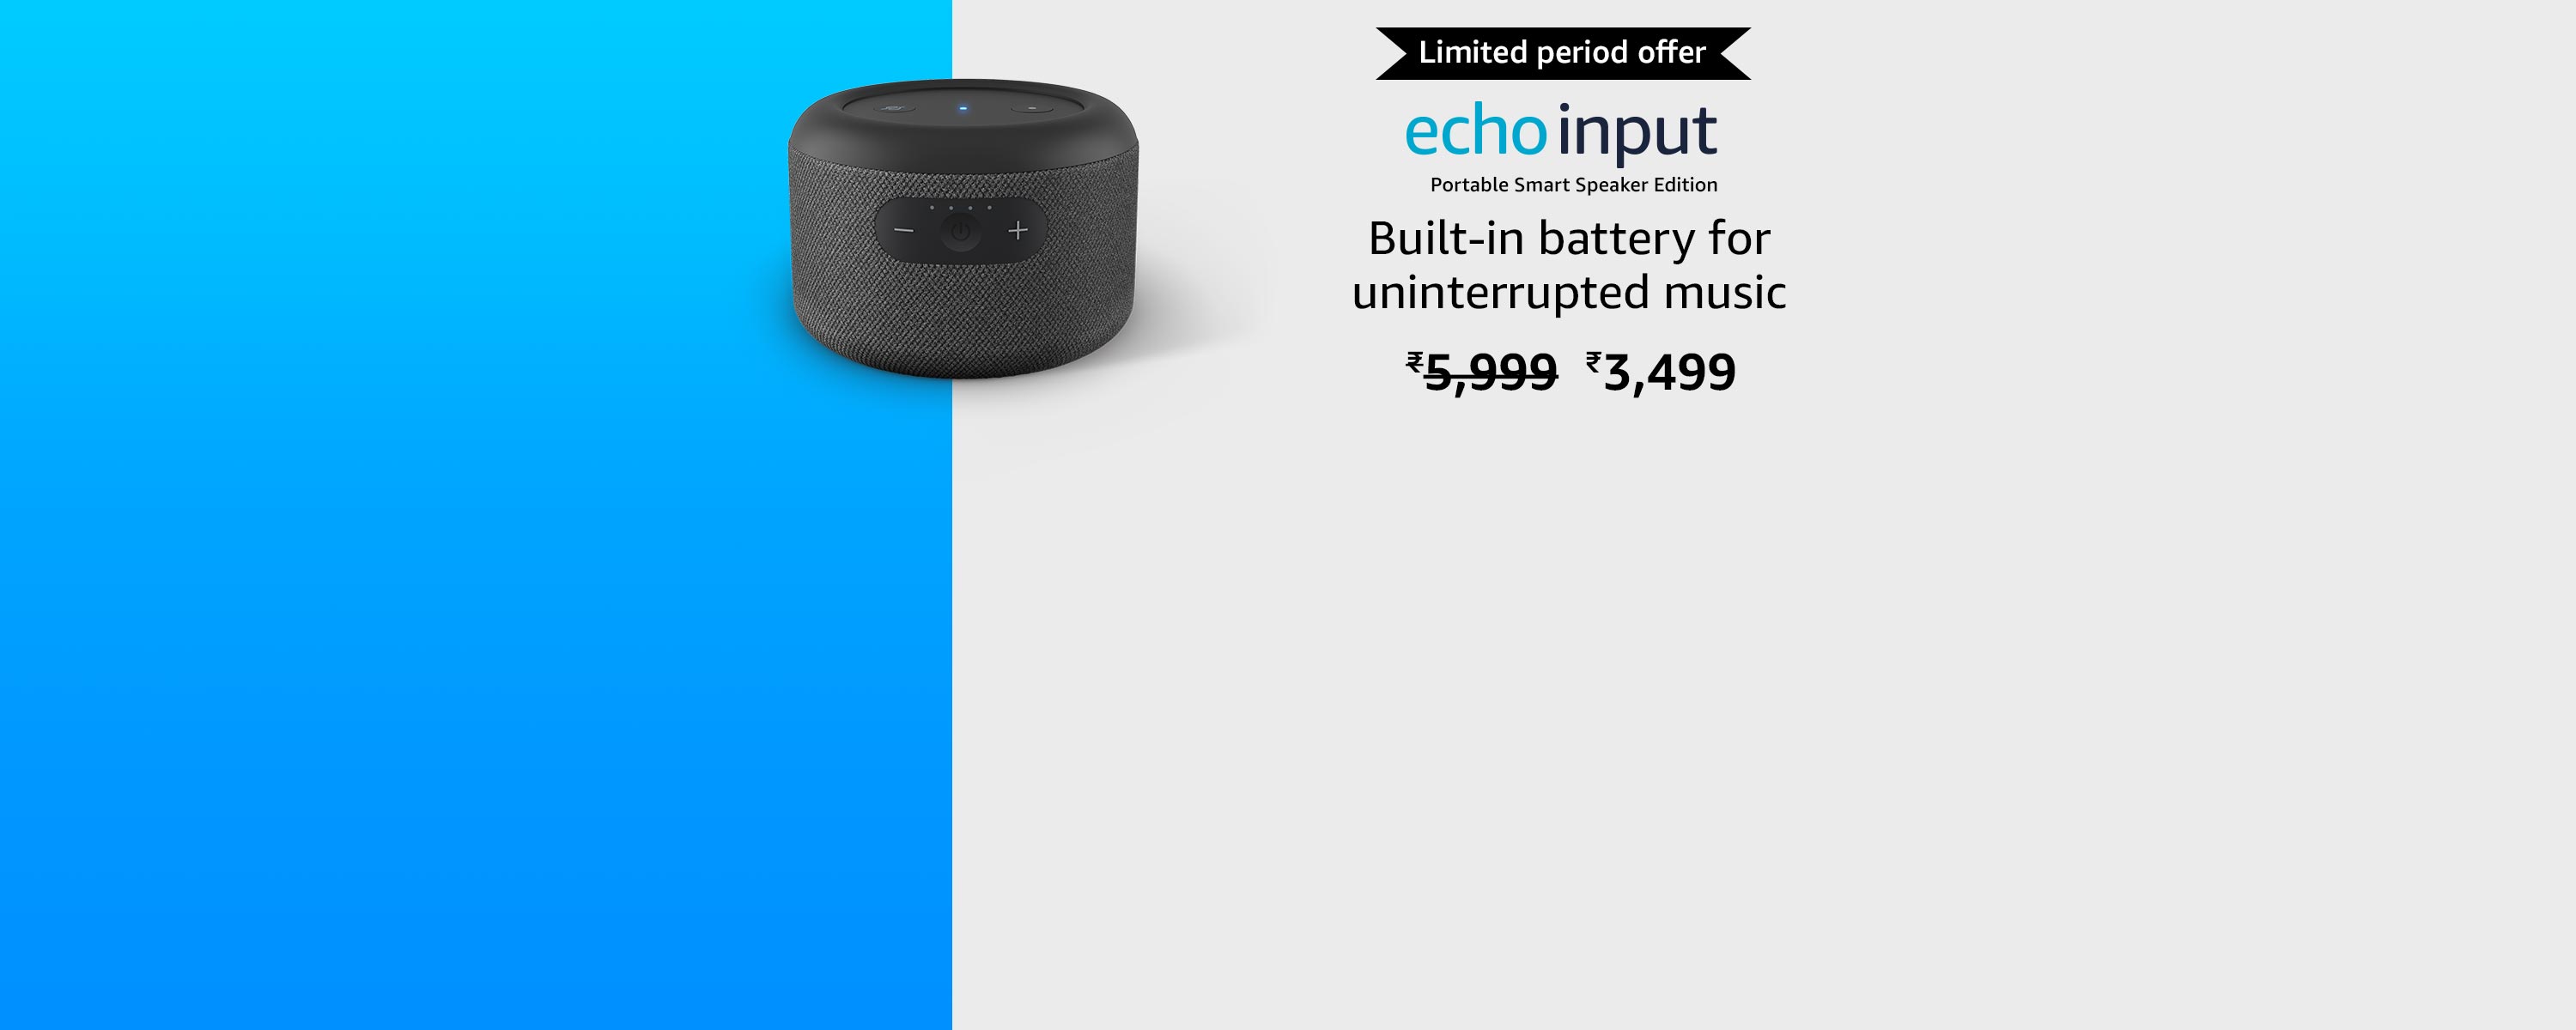 Limited period offer
echo input
Portable Smart Speaker Edition
Built-in battery for
uninterrupted music
₹5,999 ₹3,499